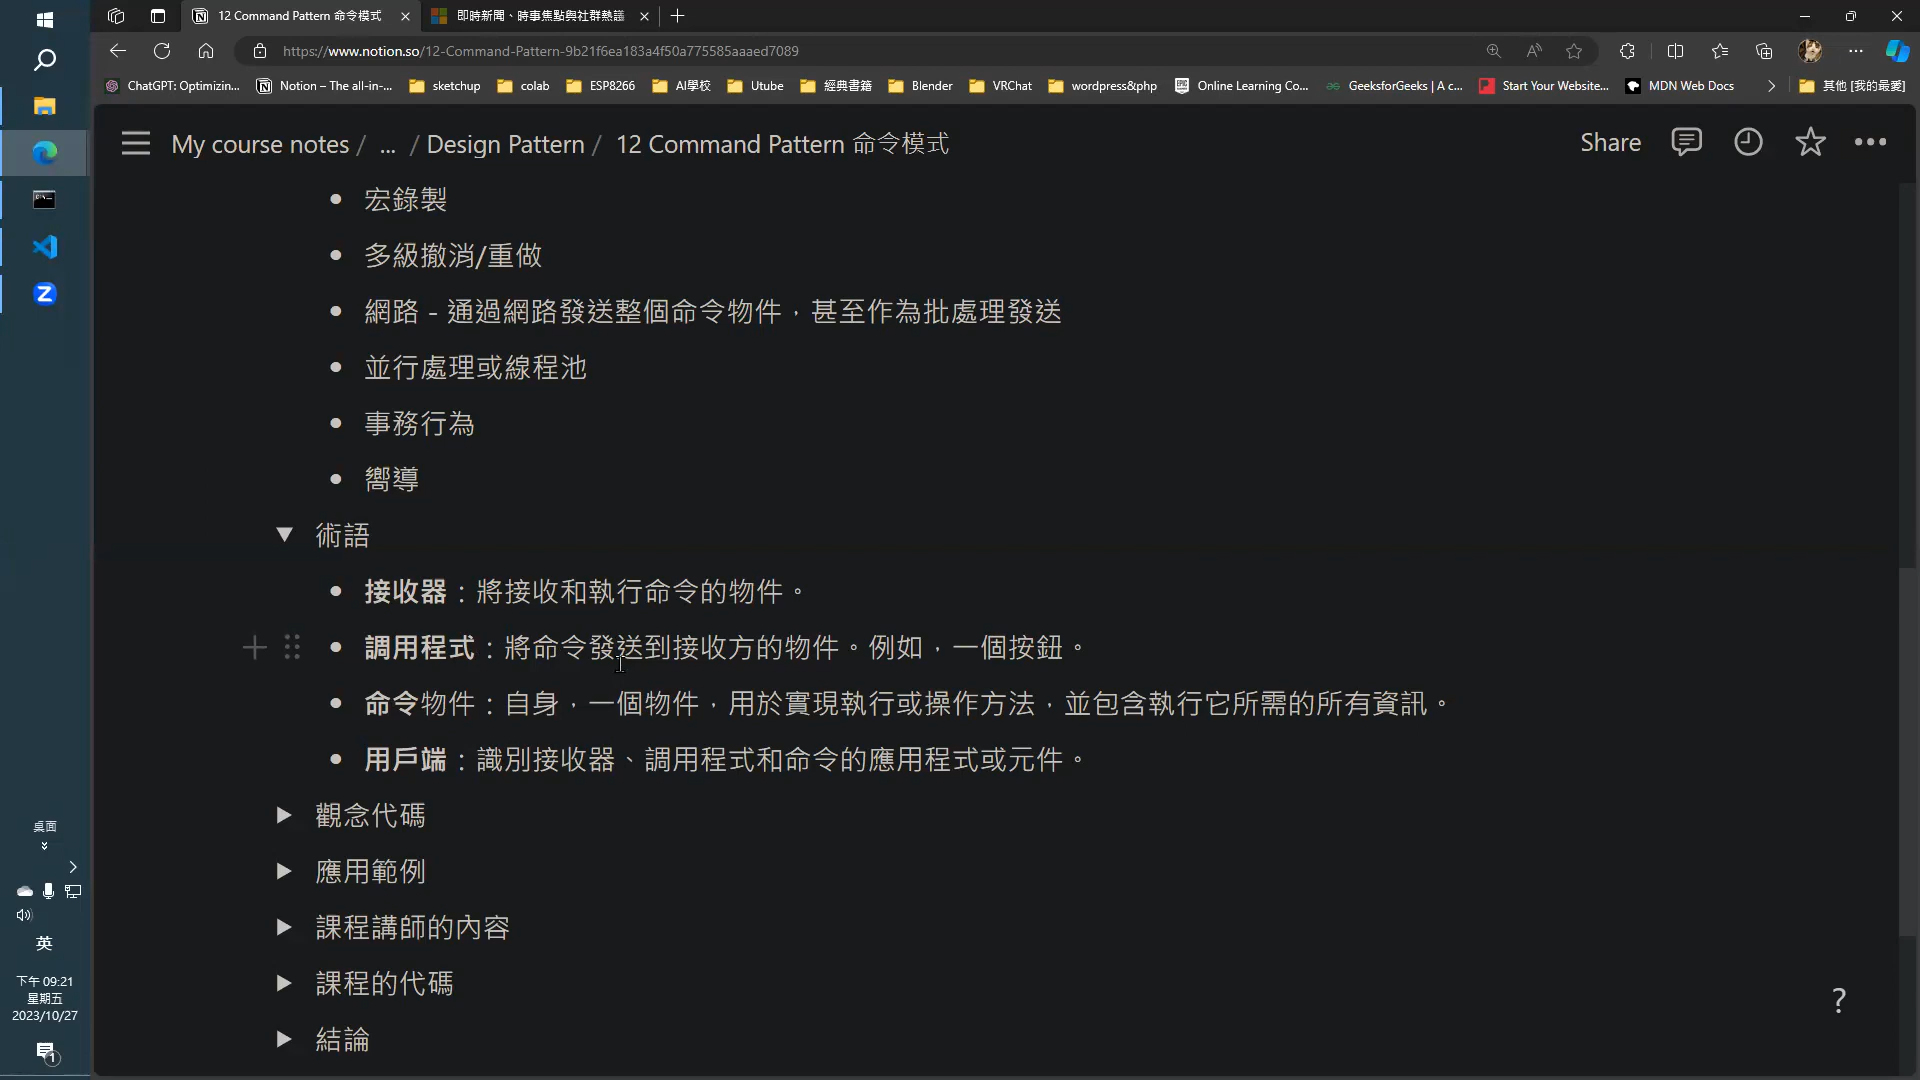 12 Command Pattern 命令模式
即時新聞、時事焦點與社群熱議
https://www.notion.so/12-Command-Pattern-9b21f6ea183a4f50a775585aaaed7089
ChatGPT: Optimizin...
Notion – The all-in-...
sketchup
colab
ESP8266
AI學校
Utube
經典書籍
Blender
VRChat
wordpress&php
Online Learning Co...
GeeksforGeeks | A c...
Start Your Website...
MDN Web Docs
其他 [我的最愛]
My course notes / ... / Design Pattern / 12 Command Pattern 命令模式
Share
宏錄製
多級撤消/重做
網路 - 通過網路發送整個命令物件，甚至作為批處理發送
並行處理或線程池
事務行為
嚮導
術語
接收器：將接收和執行命令的物件。
調用程式：將命令發送到接收方的物件。例如，一個按鈕。
命令物件：自身，一個物件，用於實現執行或操作方法，並包含執行它所需的所有資訊。
用戶端：識別接收器、調用程式和命令的應用程式或元件。
觀念代碼
應用範例
課程講師的內容
課程的代碼
結論
?
桌面
英
下午 09:21
星期五
2023/10/27
1